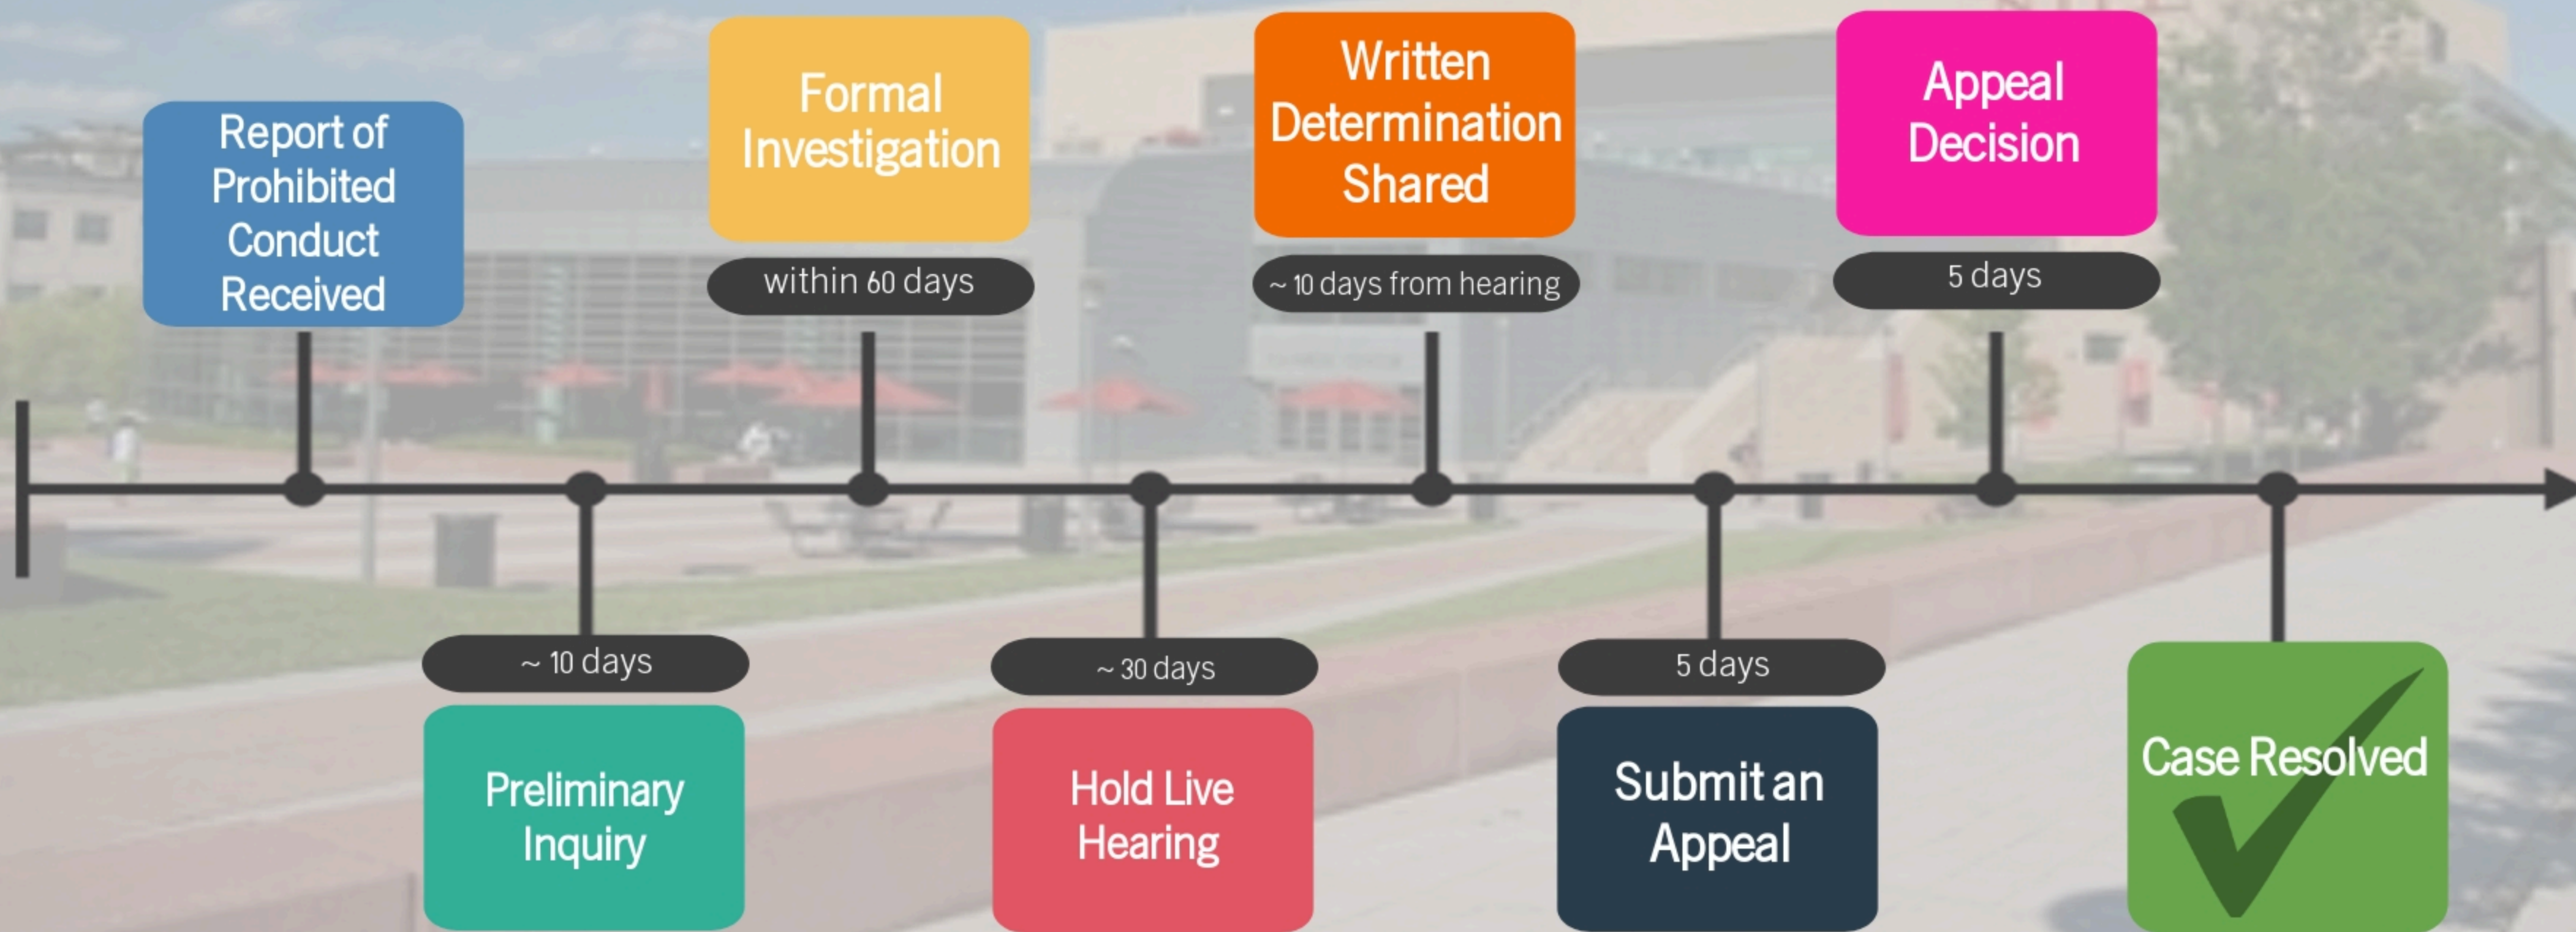 Report of
Prohibited
Conduct
Received
~ 10 days
Preliminary
Inquiry
Formal
Investigation
within 60 days
~ 30 days
Hold Live
Hearing
Written
Determination
Shared
~ 10 days from hearing
5 days
Submit an
Appeal
Appeal
Decision
5 days
Case Resolved